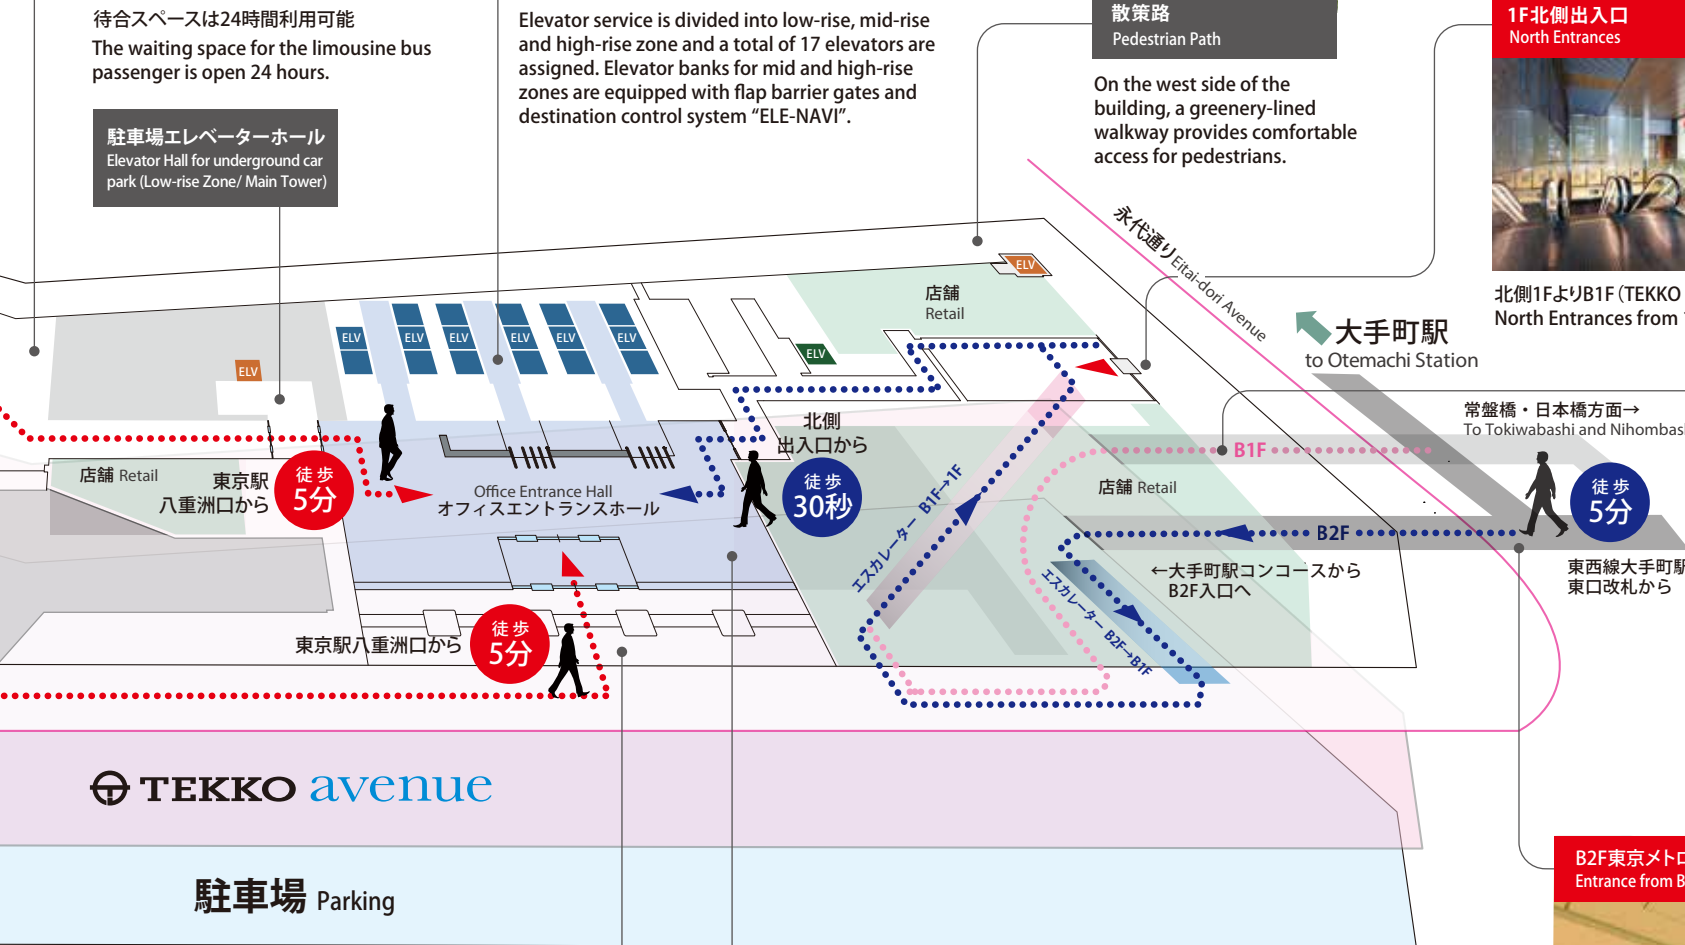 待合スペースは24時間利用可能
The waiting space for the limousine bus
passenger is open 24 hours.
駐車場エレベーターホール
Elevator Hall for underground car
park (Low-rise Zone/ Main Tower)
Elevator service is divided into low-rise, mid-rise
and high-rise zone and a total of 17 elevators are
assigned. Elevator banks for mid and high-rise
zones are equipped with flap barrier gates and
destination control system “ELE-NAVI”.
散策路
Pedestrian Path
On the west side of the
building, a greenery-lined
walkway provides comfortable
access for pedestrians.
1F北側出入口
North Entrances
北側1FよりB1F（TEKKO
North Entrances from
永代通り Eitai-dori Avenue
大手町駅
to Otemachi Station
常盤橋・日本橋方面→
To Tokiwabashi and Nihombas
ELV
店舗
Retail
ELV
ELV
ELV
ELV
ELV
ELV
ELV
ELV
ELV
北側
出入口から
徒歩
30秒
店舗 Retail
東京駅
八重洲口から
徒歩
5分
Office Entrance Hall
オフィスエントランスホール
エスカレーター B1F→1F
B1F
店舗 Retail
B2F
徒歩
5分
←大手町駅コンコースから
B2F入口へ
東西線大手町駅
東口改札から
エスカレーター B2F→B1F
東京駅八重洲口から
徒歩
5分
TEKKO avenue
駐車場 Parking
B2F東京メトロ
Entrance from B